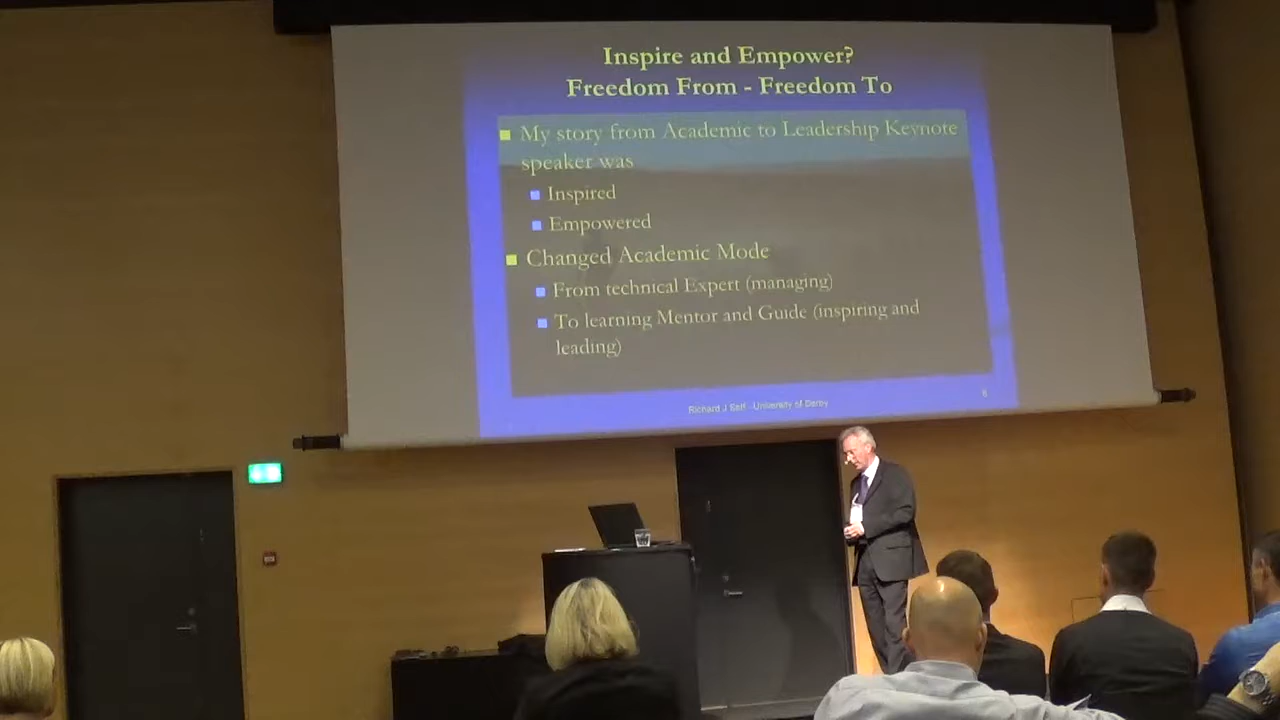 Inspire and Empower?
Freedom From - Freedom To
My story from Academic to Leadership Keynote
speaker was
Inspired
Empowered
Changed Academic Mode
From technical Expert (managing)
To learning Mentor and Guide (inspiring and
leading)
Richard J Self - University of Derby
6